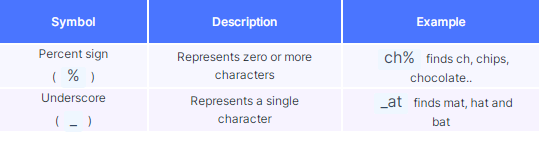 Symbol Description Example
Percent sign
( % )
Represents zero or more
characters
ch% finds ch, chips,
chocolate..
Underscore
( _ )
Represents a single
character
_at finds mat, hat and
bat